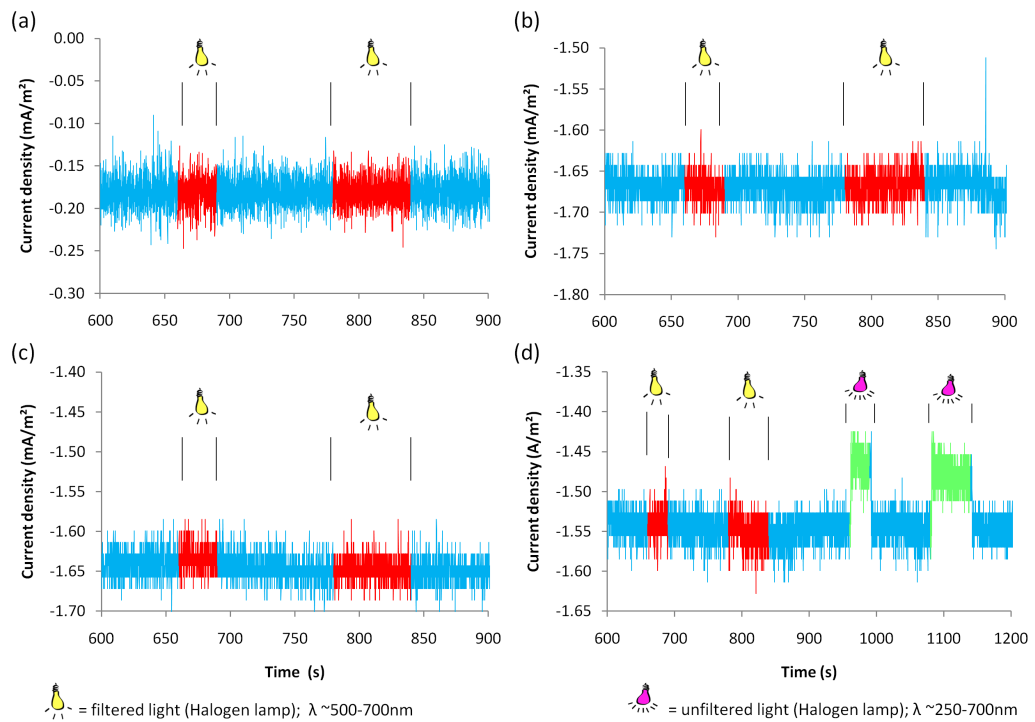 (a)
(b)
0.00
-0.05
-0.10
-0.15
-0.20
-0.25
-0.30
Current density (mA/m²)
600 650 700 750 800 850 900
-1.50
-1.55
-1.60
-1.65
-1.70
-1.75
-1.80
Current density (mA/m²)
600 650 700 750 800 850 900
(c)
(d)
-1.40
-1.45
-1.50
-1.55
-1.60
-1.65
-1.70
Current density (mA/m²)
600 650 700 750 800 850 900
Time (s)
-1.35
-1.40
-1.45
-1.50
-1.55
-1.60
-1.65
Current density (A/m²)
600 700 800 900 1000 1100 1200
Time (s)
= filtered light (Halogen lamp); λ ~500-700nm
= unfiltered light (Halogen lamp); λ ~250-700nm